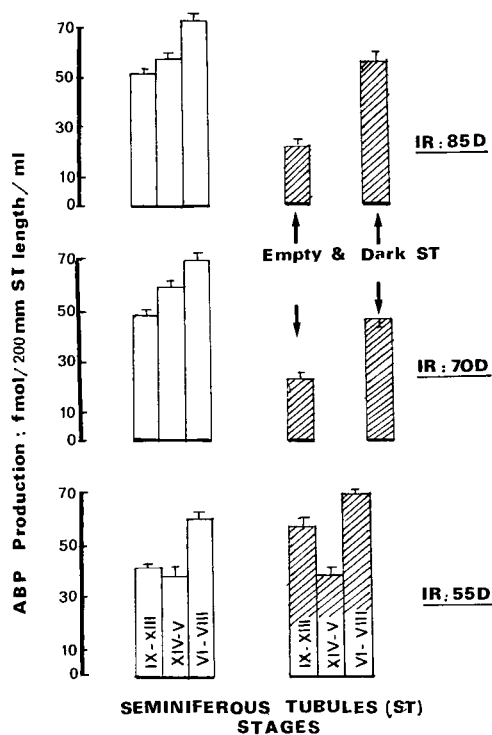 ABP Production : fmol/200 mm ST length/ml
70
50
30
10
0
IR : 85D
Empty & Dark ST
70
50
30
10
0
IR : 70D
70
50
30
10
0
IX-XIII
XIV-V
VI-VIII
IX-XIII
XIV-V
VI-VIII
IR : 55D
SEMINIFEROUS TUBULES (ST)
STAGES